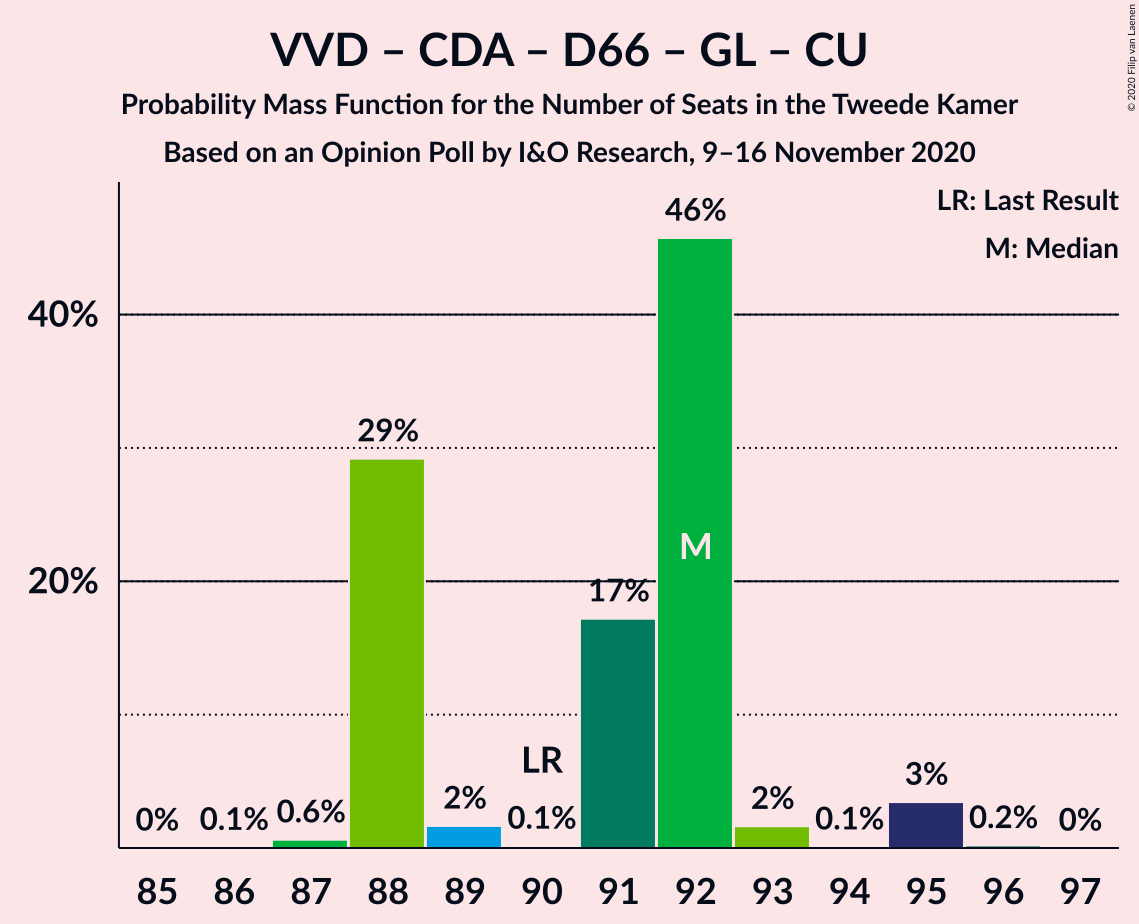 VVD – CDA – D66 – GL – CU
Probability Mass Function for the Number of Seats in the Tweede Kamer
Based on an Opinion Poll by I&O Research, 9–16 November 2020
© 2020 Filip van Laenen
LR: Last Result
M: Median
46%
40%
29%
M
20%
17%
LR
3%
0% 0.1% 0.6% 2% 0.1% 2% 0.1% 0.2% 0%
85 86 87 88 89 90 91 92 93 94 95 96 97